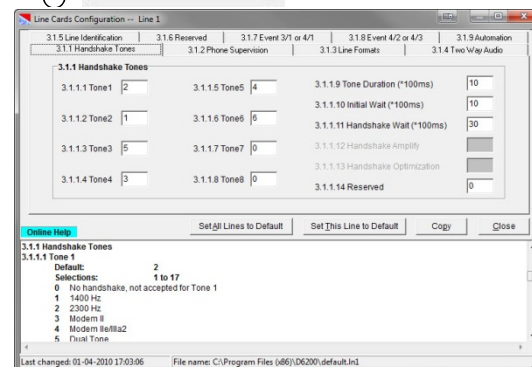 Line Cards Configuration -- Line 1
3.1.5 Line Identification 3.1.6 Reserved 3.1.7 Event 3/1 or 4/1 3.1.8 Event 4/2 or 4/3 3.1.9 Automation
3.1.1 Handshake Tones 3.1.2 Phone Supervision 3.1.3 Line Formats 3.1.4 Two Way Audio
3.1.1 Handshake Tones
3.1.1.1 Tone1 2 3.1.1.5 Tone5 4 3.1.1.9 Tone Duration (*100ms) 10
3.1.1.10 Initial Wait (*100ms) 10
3.1.1.2 Tone2 1 3.1.1.6 Tone6 6 3.1.1.11 Handshake Wait (*100ms) 30
3.1.1.3 Tone3 5 3.1.1.7 Tone7 0 3.1.1.12 Handshake Amplify
3.1.1.13 Handshake Optimization
3.1.1.4 Tone4 3 3.1.1.8 Tone8 0 3.1.1.14 Reserved 0
Set All Lines to Default Set This Line to Default Copy Close
Online Help
3.1.1 Handshake Tones
3.1.1.1 Tone 1
Default: 2
Selections: 1 to 17
0 No handshake, not accepted for Tone 1
1 1400 Hz
2 2300 Hz
3 Modem II
4 Modem IIe/IIIa2
5 Dual Tone
Last changed: 01-04-2010 17:03:06 File name: C:\Program Files (x86)\D6200\default.ln1